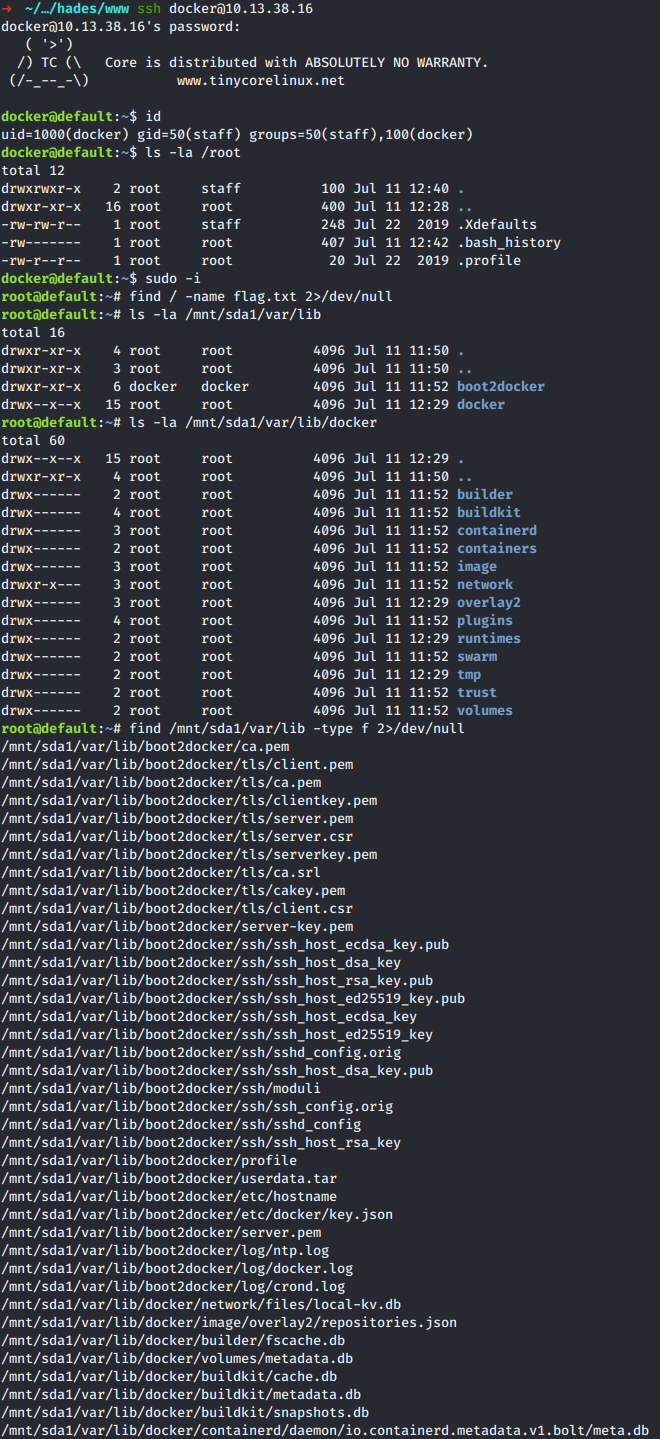 →  ~/…/hades/www ssh docker@10.13.38.16
docker@10.13.38.16's password:
   ( '>')
  /) TC (\   Core is distributed with ABSOLUTELY NO WARRANTY.
 (/-_--_-\)           www.tinycorelinux.net

docker@default:~$ id
uid=1000(docker) gid=50(staff) groups=50(staff),100(docker)
docker@default:~$ ls -la /root
total 12
drwxrwxr-x    2 root     staff          100 Jul 11 12:40 .
drwxr-xr-x   16 root     root           400 Jul 11 12:28 ..
-rw-rw-r--    1 root     staff          248 Jul 22  2019 .Xdefaults
-rw-------    1 root     root           407 Jul 11 12:42 .bash_history
-rw-r--r--    1 root     root            20 Jul 22  2019 .profile
docker@default:~$ sudo -i
root@default:~# find / -name flag.txt 2>/dev/null
root@default:~# ls -la /mnt/sda1/var/lib
total 16
drwxr-xr-x    4 root     root          4096 Jul 11 11:50 .
drwxr-xr-x    3 root     root          4096 Jul 11 11:50 ..
drwxr-xr-x    6 docker   docker        4096 Jul 11 11:52 boot2docker
drwx--x--x   15 root     root          4096 Jul 11 12:29 docker
root@default:~# ls -la /mnt/sda1/var/lib/docker
total 60
drwx--x--x   15 root     root          4096 Jul 11 12:29 .
drwxr-xr-x    4 root     root          4096 Jul 11 11:50 ..
drwx------    2 root     root          4096 Jul 11 11:52 builder
drwx------    4 root     root          4096 Jul 11 11:52 buildkit
drwx------    3 root     root          4096 Jul 11 11:52 containerd
drwx------    2 root     root          4096 Jul 11 11:52 containers
drwx------    3 root     root          4096 Jul 11 11:52 image
drwxr-x---    3 root     root          4096 Jul 11 11:52 network
drwx------    3 root     root          4096 Jul 11 12:29 overlay2
drwx------    4 root     root          4096 Jul 11 11:52 plugins
drwx------    2 root     root          4096 Jul 11 12:29 runtimes
drwx------    2 root     root          4096 Jul 11 11:52 swarm
drwx------    2 root     root          4096 Jul 11 12:29 tmp
drwx------    2 root     root          4096 Jul 11 11:52 trust
drwx------    2 root     root          4096 Jul 11 11:52 volumes
root@default:~# find /mnt/sda1/var/lib -type f 2>/dev/null
/mnt/sda1/var/lib/boot2docker/ca.pem
/mnt/sda1/var/lib/boot2docker/tls/client.pem
/mnt/sda1/var/lib/boot2docker/tls/ca.pem
/mnt/sda1/var/lib/boot2docker/tls/clientkey.pem
/mnt/sda1/var/lib/boot2docker/tls/server.pem
/mnt/sda1/var/lib/boot2docker/tls/server.csr
/mnt/sda1/var/lib/boot2docker/tls/serverkey.pem
/mnt/sda1/var/lib/boot2docker/tls/ca.srl
/mnt/sda1/var/lib/boot2docker/tls/cakey.pem
/mnt/sda1/var/lib/boot2docker/tls/client.csr
/mnt/sda1/var/lib/boot2docker/server-key.pem
/mnt/sda1/var/lib/boot2docker/ssh/ssh_host_ecdsa_key.pub
/mnt/sda1/var/lib/boot2docker/ssh/ssh_host_dsa_key
/mnt/sda1/var/lib/boot2docker/ssh/ssh_host_rsa_key.pub
/mnt/sda1/var/lib/boot2docker/ssh/ssh_host_ed25519_key.pub
/mnt/sda1/var/lib/boot2docker/ssh/ssh_host_ecdsa_key
/mnt/sda1/var/lib/boot2docker/ssh/ssh_host_ed25519_key
/mnt/sda1/var/lib/boot2docker/ssh/sshd_config.orig
/mnt/sda1/var/lib/boot2docker/ssh/ssh_host_dsa_key.pub
/mnt/sda1/var/lib/boot2docker/ssh/moduli
/mnt/sda1/var/lib/boot2docker/ssh/ssh_config.orig
/mnt/sda1/var/lib/boot2docker/ssh/sshd_config
/mnt/sda1/var/lib/boot2docker/ssh/ssh_host_rsa_key
/mnt/sda1/var/lib/boot2docker/profile
/mnt/sda1/var/lib/boot2docker/userdata.tar
/mnt/sda1/var/lib/boot2docker/etc/hostname
/mnt/sda1/var/lib/boot2docker/etc/docker/key.json
/mnt/sda1/var/lib/boot2docker/server.pem
/mnt/sda1/var/lib/boot2docker/log/ntp.log
/mnt/sda1/var/lib/boot2docker/log/docker.log
/mnt/sda1/var/lib/boot2docker/log/crond.log
/mnt/sda1/var/lib/docker/network/files/local-kv.db
/mnt/sda1/var/lib/docker/image/overlay2/repositories.json
/mnt/sda1/var/lib/docker/builder/fscache.db
/mnt/sda1/var/lib/docker/volumes/metadata.db
/mnt/sda1/var/lib/docker/buildkit/cache.db
/mnt/sda1/var/lib/docker/buildkit/metadata.db
/mnt/sda1/var/lib/docker/buildkit/snapshots.db
/mnt/sda1/var/lib/docker/containerd/daemon/io.containerd.metadata.v1.bolt/meta.db